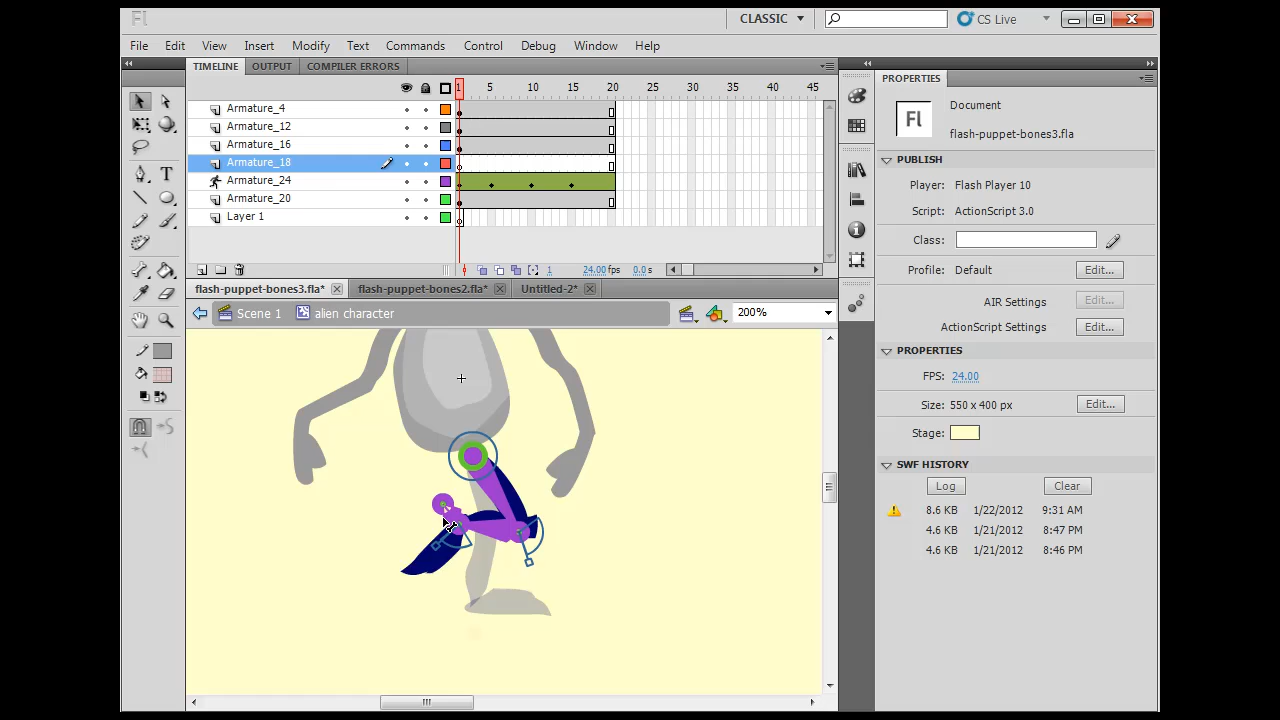 Fl
CLASSIC
CS Live
File Edit View Insert Modify Text Commands Control Debug Window Help
TIMELINE OUTPUT COMPILER ERRORS
PROPERTIES
1 5 10 15 20 25 30 35 40 45
Armature_4
Armature_12
Armature_16
Armature_18
Armature_24
Armature_20
Layer 1
1 24.00 fps 0.0 s
flash-puppet-bones3.fla* flash-puppet-bones2.fla* Untitled-2*
Scene 1 alien character 200%
T
Fl
Document
flash-puppet-bones3.fla
PUBLISH
Player: Flash Player 10
Script: ActionScript 3.0
Class:
Profile: Default Edit...
AIR Settings Edit...
ActionScript Settings Edit...
PROPERTIES
FPS: 24.00
Size: 550 x 400 px Edit...
Stage:
SWF HISTORY
Log Clear
8.6 KB 1/22/2012 9:31 AM
4.6 KB 1/21/2012 8:47 PM
4.6 KB 1/21/2012 8:46 PM